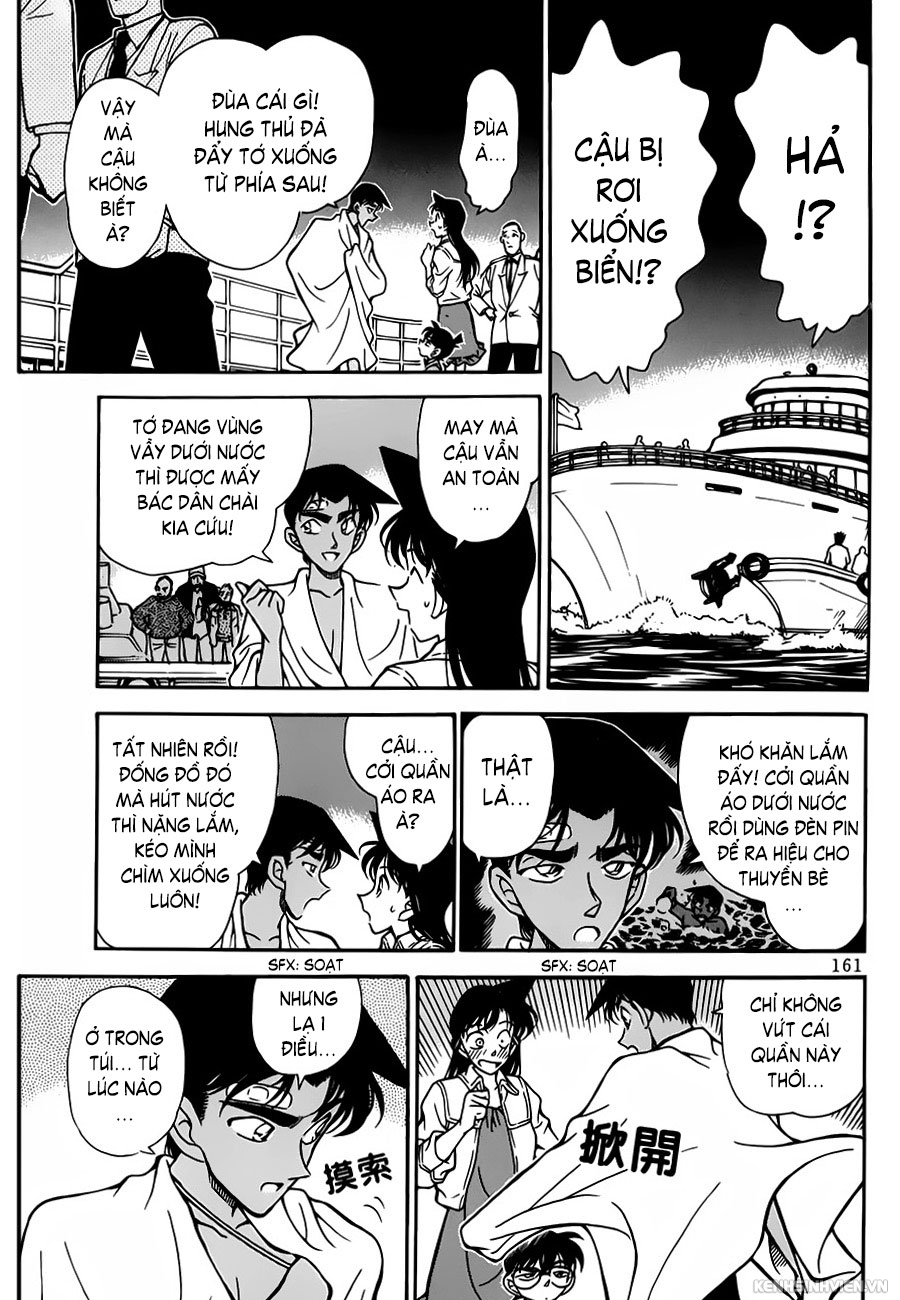 HẢ
!?
CẬU BỊ
RƠI
XUỐNG
BIỂN!?
ĐÙA
À...
ĐÙA CÁI GÌ!
HUNG THỦ ĐÃ
ĐẨY TỚ XUỐNG
TỪ PHÍA SAU!
VẬY
MÀ
CẬU
KHÔNG
BIẾT
À?
MAY MÀ
CẬU VẪN
AN TOÀN
...
TỚ ĐANG VÙNG
VẪY DƯỚI NƯỚC
THÌ ĐƯỢC MẤY
BÁC DÂN CHÀI
KIA CỨU!
KHÓ KHĂN LẮM
ĐẤY! CỞI QUẦN
ÁO DƯỚI NƯỚC
RỒI DÙNG ĐÈN PIN
ĐỂ RA HIỆU CHO
THUYỀN BÈ
...
THẬT
LÀ...
CẬU...
CỞI QUẦN
ÁO RA
À?
TẤT NHIÊN RỒI!
ĐỐNG ĐỒ ĐÓ
MÀ HÚT NƯỚC
THÌ NẶNG LẮM,
KÉO MÌNH
CHÌM XUỐNG
LUÔN!
161
SFX: SOẠT
SFX: SOẠT
CHỈ KHÔNG
VỨT CÁI
QUẦN NÀY
THÔI...
掀開
NHƯNG
LẠ 1
ĐIỀU...
Ở TRONG
TÚI... TỪ
LÚC NÀO
...
摸索
KENHSINHVIEN.VN